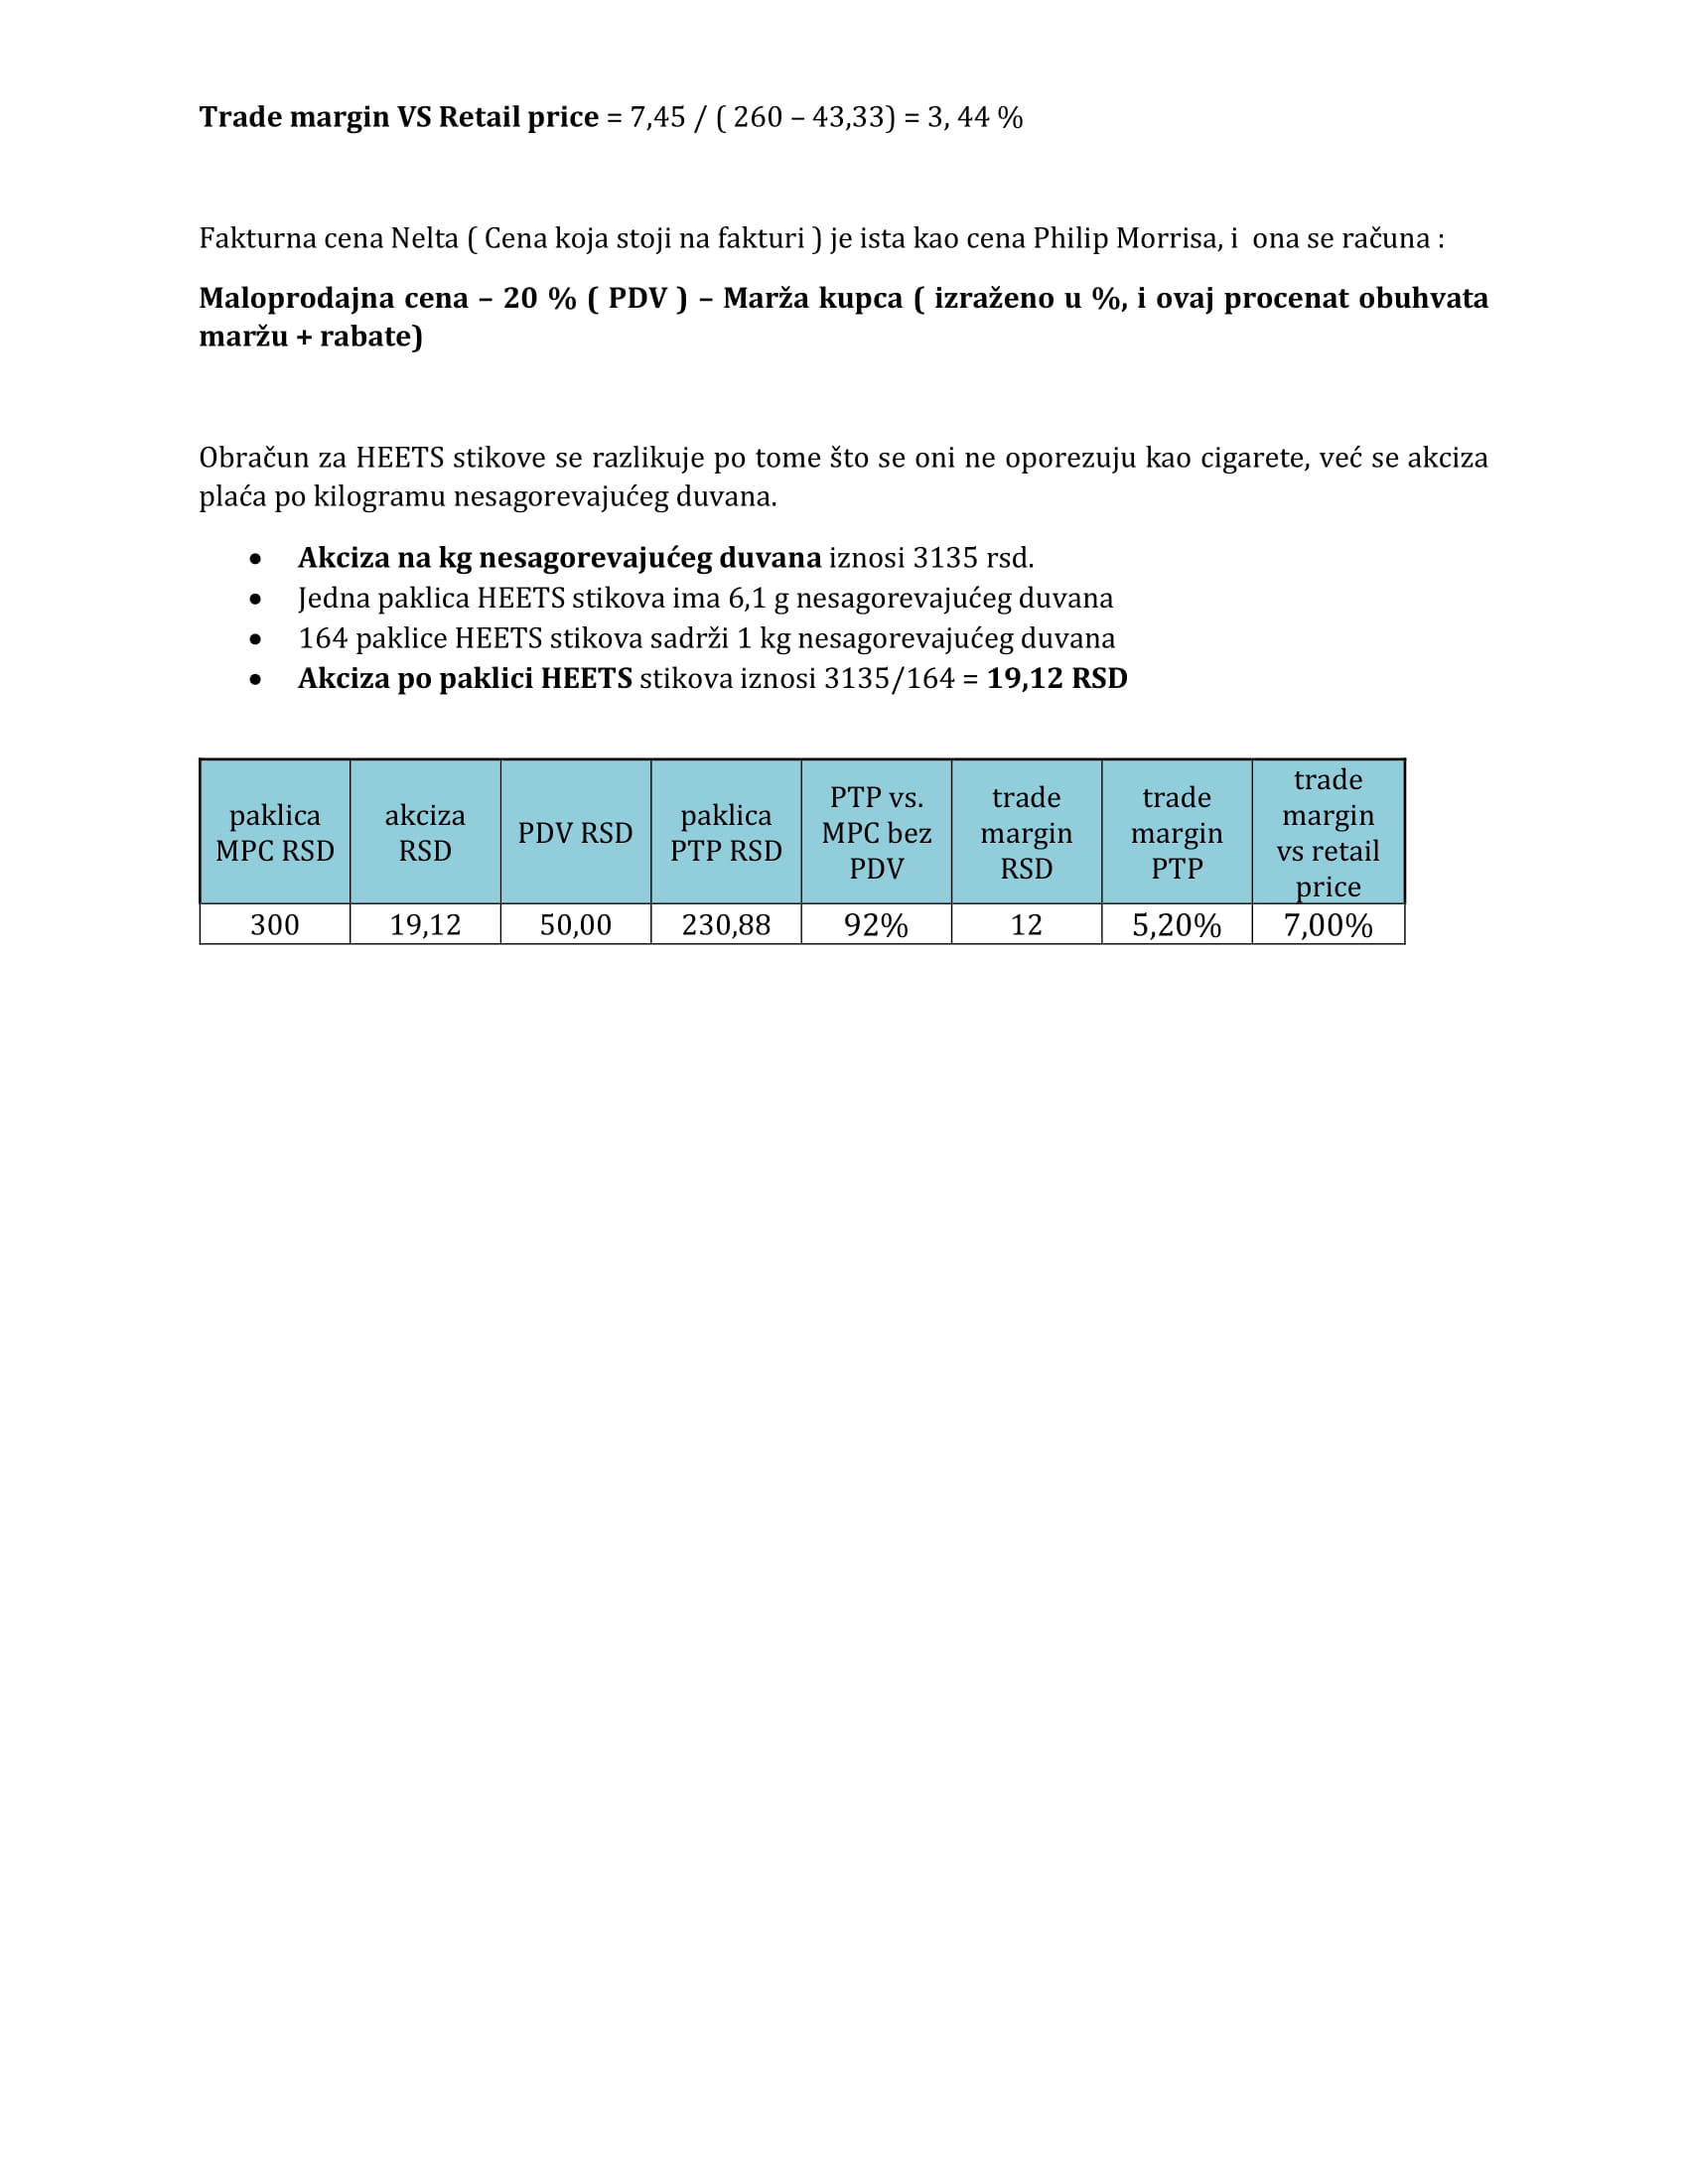 Trade margin VS Retail price = 7,45 / ( 260 – 43,33) = 3, 44 %
Fakturna cena Nelta ( Cena koja stoji na fakturi ) je ista kao cena Philip Morrisa, i  ona se računa :
Maloprodajna cena – 20 % ( PDV ) – Marža kupca ( izraženo u %, i ovaj procenat obuhvata
maržu + rabate)
Obračun za HEETS stikove se razlikuje po tome što se oni ne oporezuju kao cigarete, već se akciza
plaća po kilogramu nesagorevajućeg duvana.
• Akciza na kg nesagorevajućeg duvana iznosi 3135 rsd.
• Jedna paklica HEETS stikova ima 6,1 g nesagorevajućeg duvana
• 164 paklice HEETS stikova sadrži 1 kg nesagorevajućeg duvana
• Akciza po paklici HEETS stikova iznosi 3135/164 = 19,12 RSD
paklica
MPC RSD
akciza
RSD
PDV RSD
paklica
PTP RSD
PTP vs.
MPC bez
PDV
trade
margin
RSD
trade
margin
PTP
trade
margin
vs retail
price
300 19,12 50,00 230,88 92% 12 5,20% 7,00%